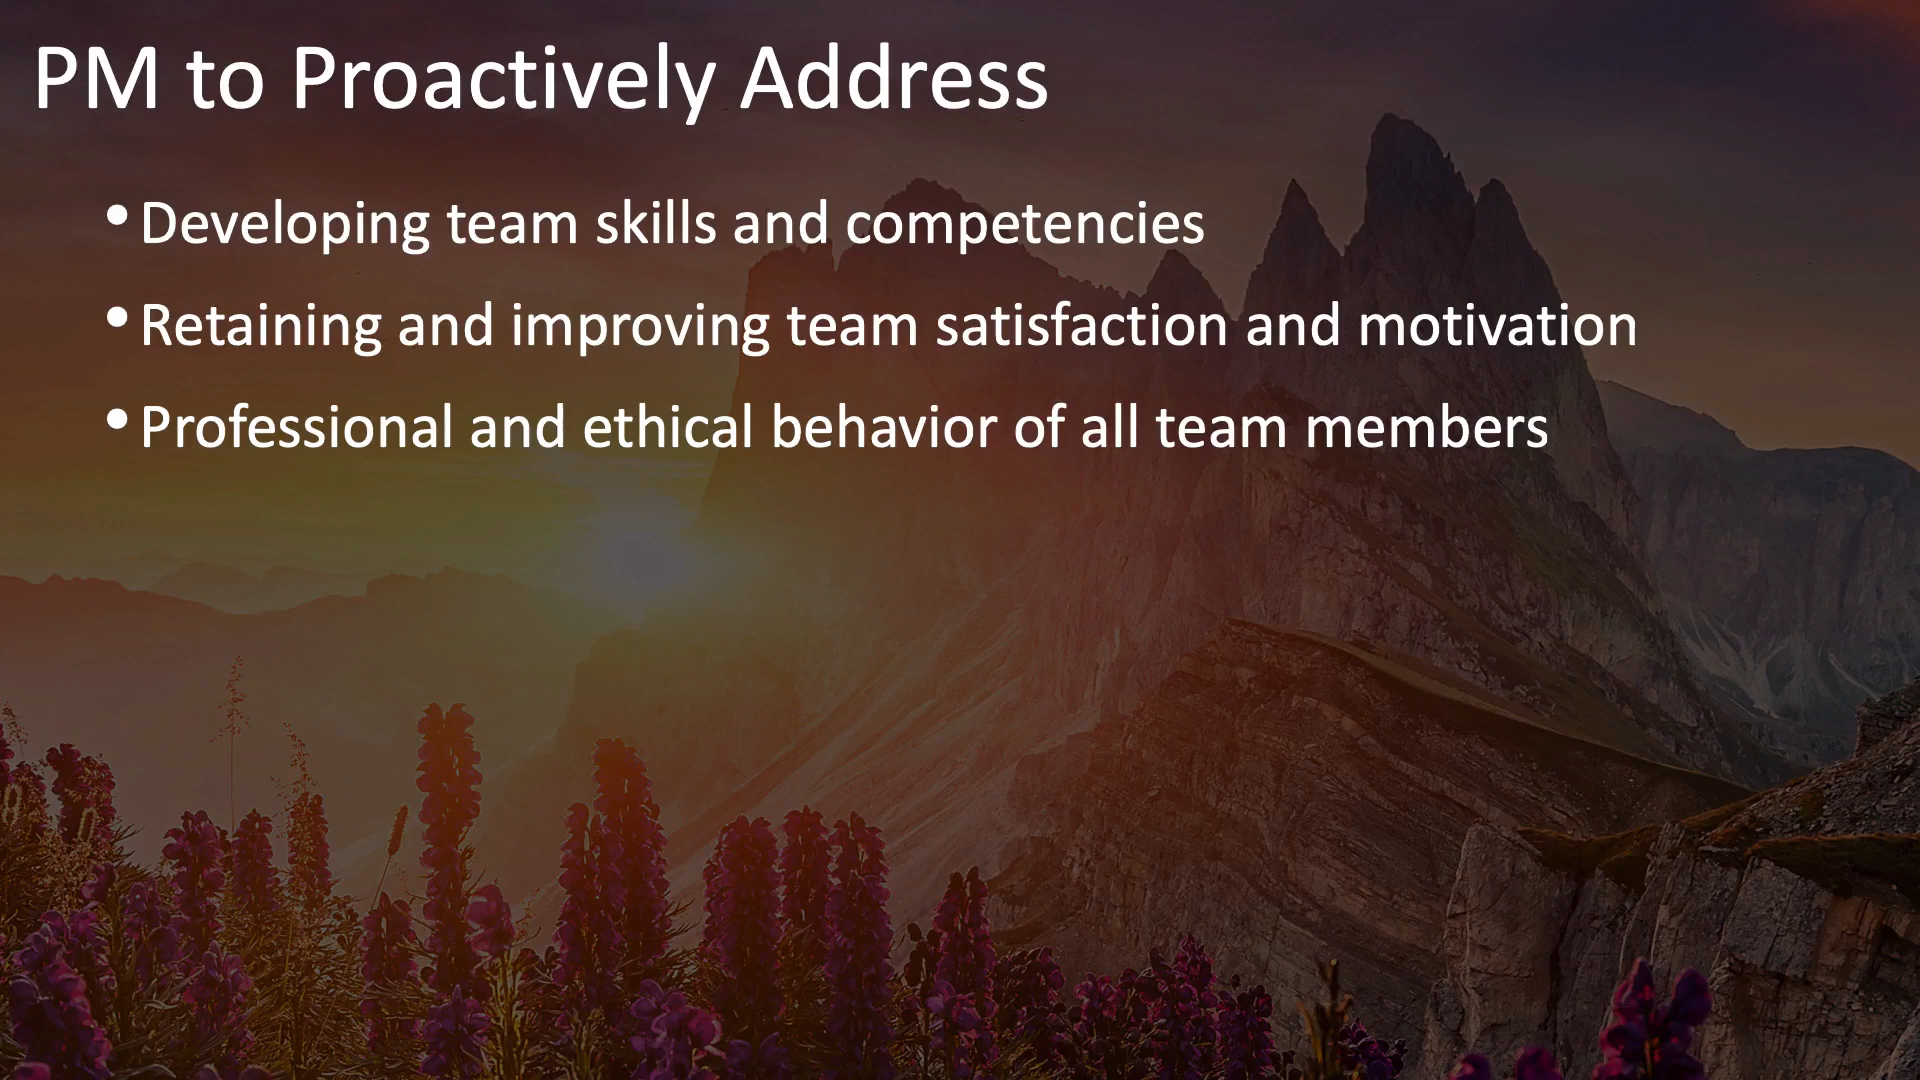 PM to Proactively Address
• Developing team skills and competencies
• Retaining and improving team satisfaction and motivation
• Professional and ethical behavior of all team members